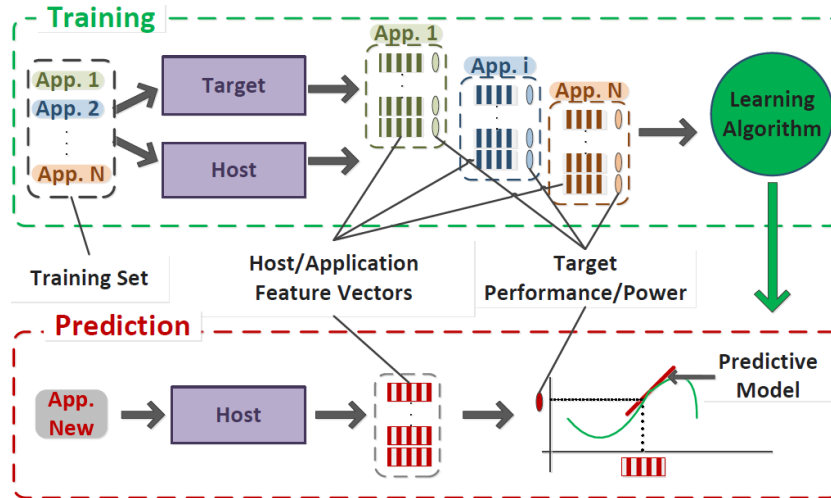 Training
App. 1
App. 2
App. N
Target
Host
App. 1
App. i
App. N
Learning
Algorithm
Training Set
Host/Application
Feature Vectors
Target
Performance/Power
Prediction
App.
New
Host
Predictive
Model